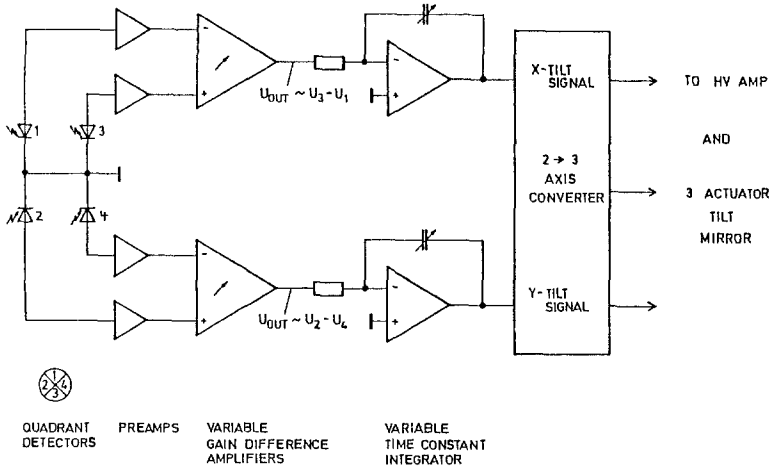 −
+
1
3
U_OUT ~ U_3 − U_1
−
+
X-TILT
SIGNAL
TO HV AMP
AND
2 → 3
AXIS
CONVERTER
3 ACTUATOR
TILT
MIRROR
2
4
−
+
U_OUT ~ U_2 − U_4
−
+
Y-TILT
SIGNAL
1
2 4
3
QUADRANT
DETECTORS
PREAMPS
VARIABLE
GAIN DIFFERENCE
AMPLIFIERS
VARIABLE
TIME CONSTANT
INTEGRATOR